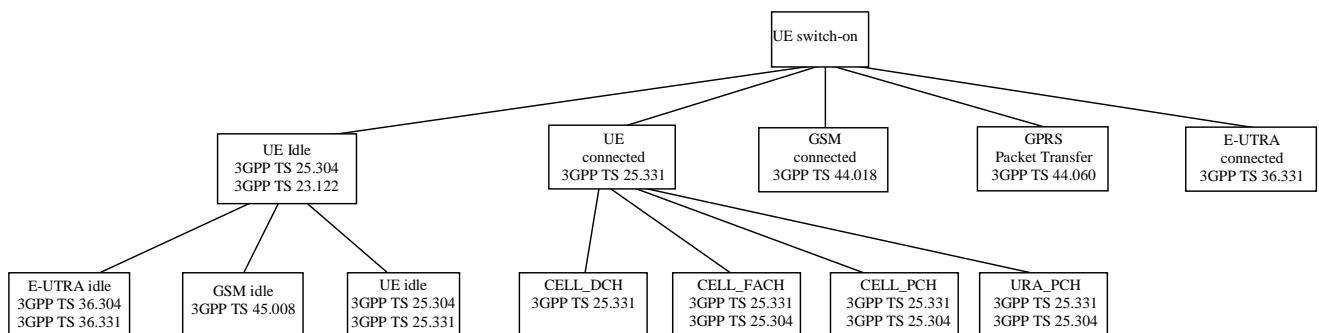 UE switch-on
UE Idle
3GPP TS 25.304
3GPP TS 23.122
UE
connected
3GPP TS 25.331
GSM
connected
3GPP TS 44.018
GPRS
Packet Transfer
3GPP TS 44.060
E-UTRA
connected
3GPP TS 36.331
E-UTRA idle
3GPP TS 36.304
3GPP TS 36.331
GSM idle
3GPP TS 45.008
UE idle
3GPP TS 25.304
3GPP TS 25.331
CELL_DCH
3GPP TS 25.331
CELL_FACH
3GPP TS 25.331
3GPP TS 25.304
CELL_PCH
3GPP TS 25.331
3GPP TS 25.304
URA_PCH
3GPP TS 25.331
3GPP TS 25.304